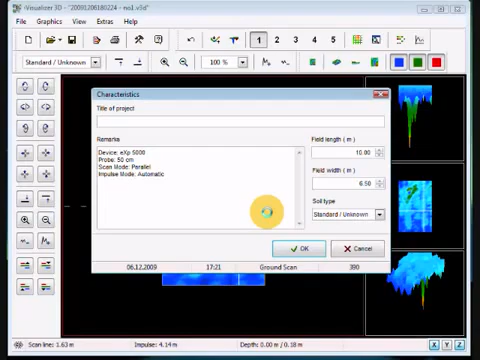 Visualizer 3D - 20091206180224 - no1.v3d
File Graphics View Extras Help
1 2 3 4
Standard / Unknown
100 %
Characteristics
Title of project
Remarks
Device: eXp 5000
Probe: 50 cm
Scan Mode: Parallel
Impulse Mode: Automatic
Field length ( m )
10.00
Field width ( m )
6.50
Soil type
Standard / Unknown
OK Cancel
06.12.2009 17:21 Ground Scan 390
Scan line: 1.63 m Impulse: 4.14 m Depth: 0.00 m / 0.18 m X Y Z